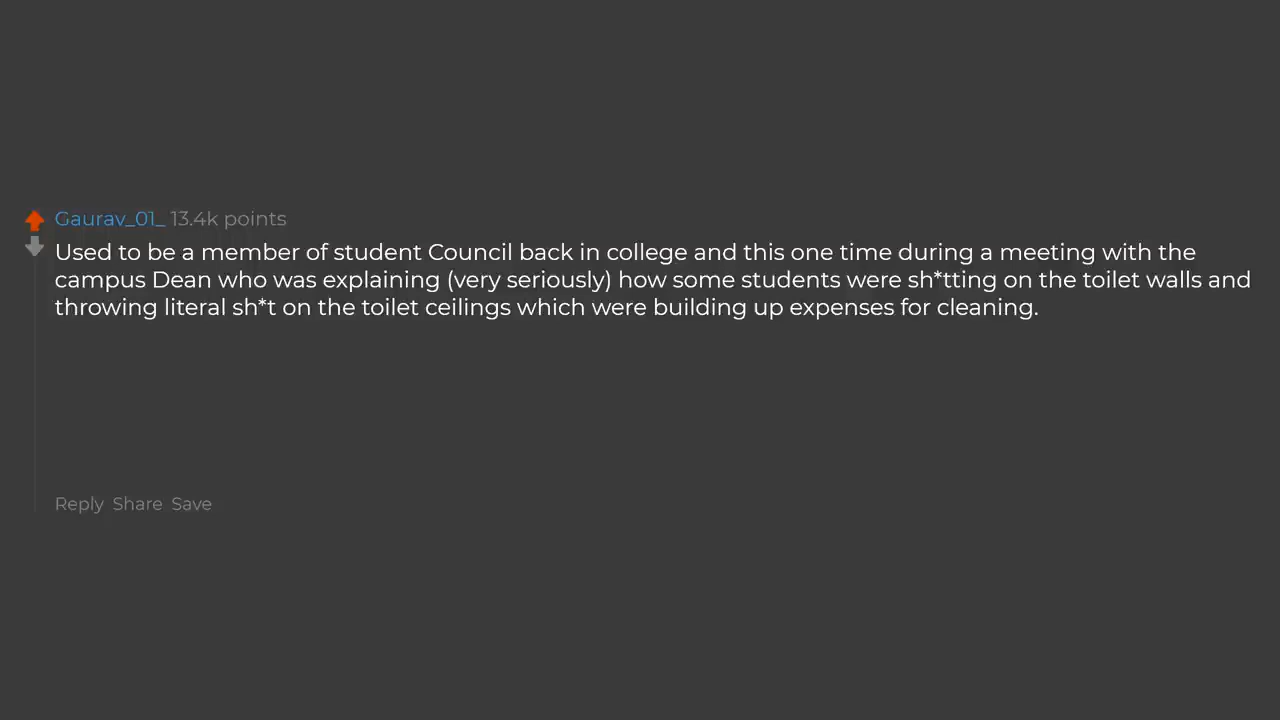 Gaurav_01_ 13.4k points
Used to be a member of student Council back in college and this one time during a meeting with the
campus Dean who was explaining (very seriously) how some students were sh*tting on the toilet walls and
throwing literal sh*t on the toilet ceilings which were building up expenses for cleaning.
Reply Share Save